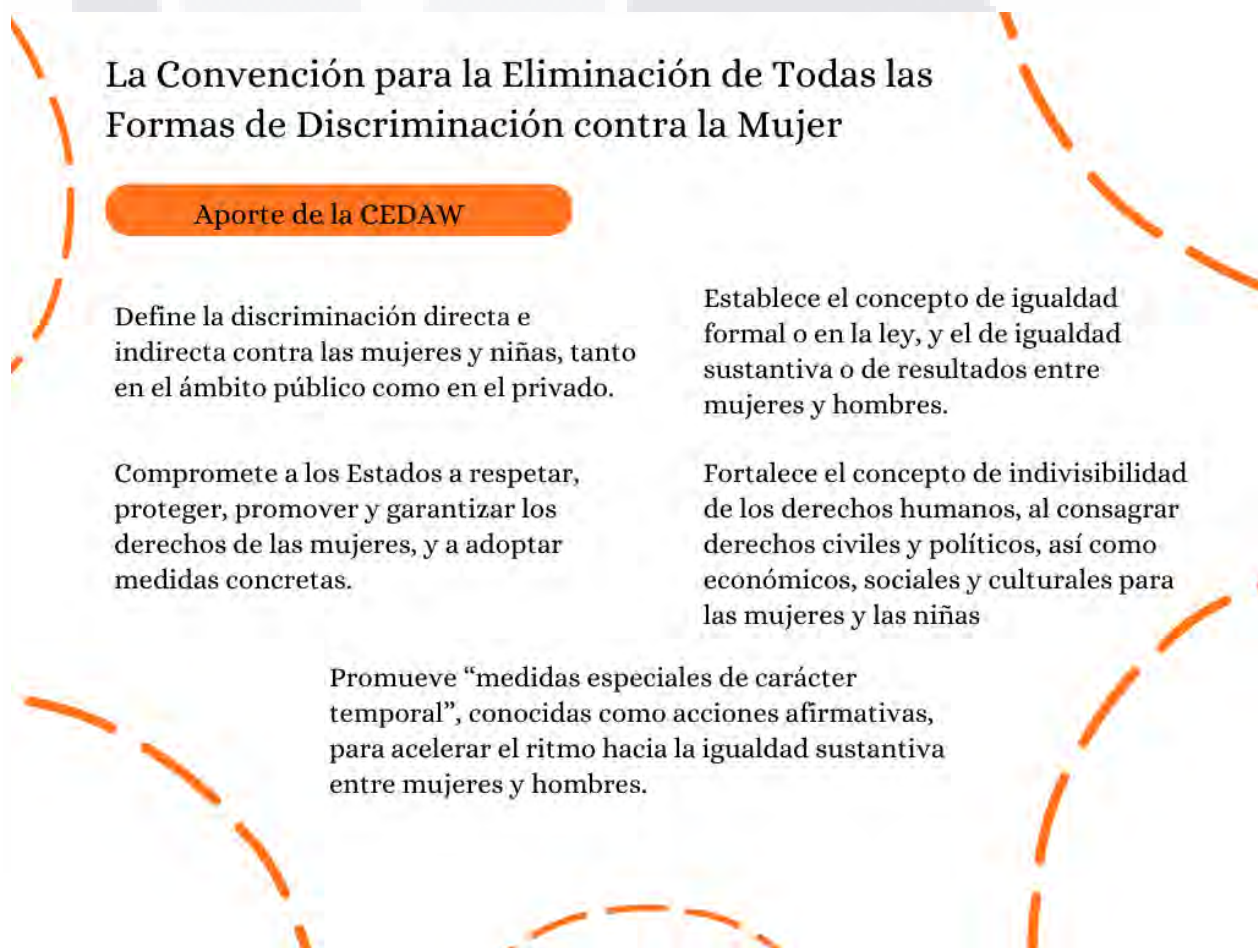 La Convención para la Eliminación de Todas las
Formas de Discriminación contra la Mujer
Aporte de la CEDAW
Define la discriminación directa e
indirecta contra las mujeres y niñas, tanto
en el ámbito público como en el privado.
Establece el concepto de igualdad
formal o en la ley, y el de igualdad
sustantiva o de resultados entre
mujeres y hombres.
Compromete a los Estados a respetar,
proteger, promover y garantizar los
derechos de las mujeres, y a adoptar
medidas concretas.
Fortalece el concepto de indivisibilidad
de los derechos humanos, al consagrar
derechos civiles y políticos, así como
económicos, sociales y culturales para
las mujeres y las niñas
Promueve “medidas especiales de carácter
temporal”, conocidas como acciones afirmativas,
para acelerar el ritmo hacia la igualdad sustantiva
entre mujeres y hombres.